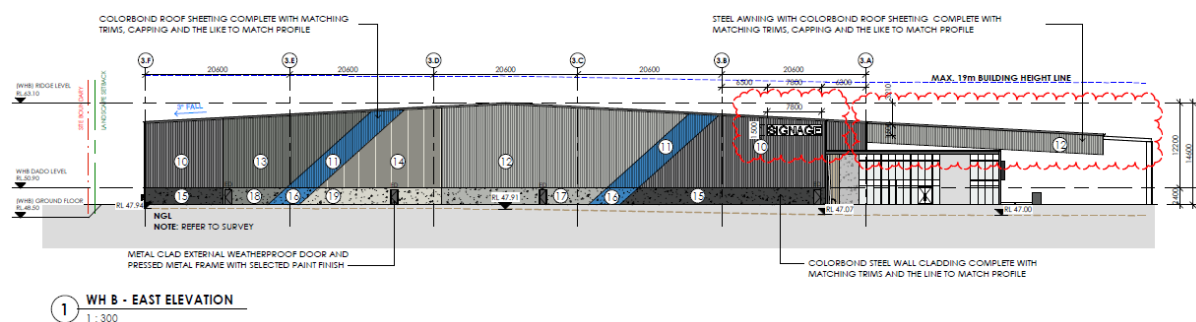 COLORBOND ROOF SHEETING COMPLETE WITH MATCHING
TRIMS, CAPPING AND THE LIKE TO MATCH PROFILE
STEEL AWNING WITH COLORBOND ROOF SHEETING COMPLETE WITH
MATCHING TRIMS, CAPPING AND THE LIKE TO MATCH PROFILE
3.F 3.E 3.D 3.C 3.B 3.A
20600 20600 20600 20600 20600
6500 7800
MAX. 19m BUILDING HEIGHT LINE
(WHB) RIDGE LEVEL
RL.63.10
SITE BOUNDARY
LANDSCAPE SETBACK
3° FALL
7800
1,500
SIGNAGE
10 13 11 14 12 11 10 12
12200
14600
2400
WHB DADO LEVEL
RL.50.90
15 18 16 19 17 16 15
(WHB) GROUND FLOOR
RL.48.50
RL 47.94
RL 47.91
RL 47.07
RL 47.00
NGL
NOTE: REFER TO SURVEY
METAL CLAD EXTERNAL WEATHERPROOF DOOR AND
PRESSED METAL FRAME WITH SELECTED PAINT FINISH
COLORBOND STEEL WALL CLADDING COMPLETE WITH
MATCHING TRIMS AND THE LINE TO MATCH PROFILE
1 WH B - EAST ELEVATION
1 : 300